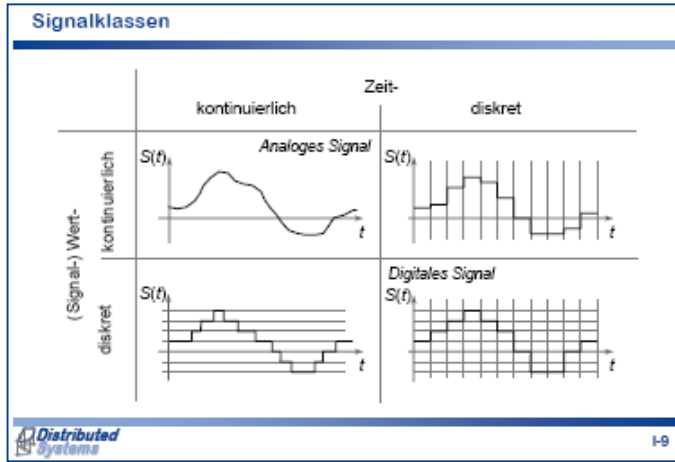 Signalklassen
Zeit-
kontinuierlich diskret
(Signal-) Wert-
kontinuierlich
Analoges Signal
S(t)
t
S(t)
t
diskret
S(t)
t
Digitales Signal
S(t)
t
Distributed
Systems
I-9